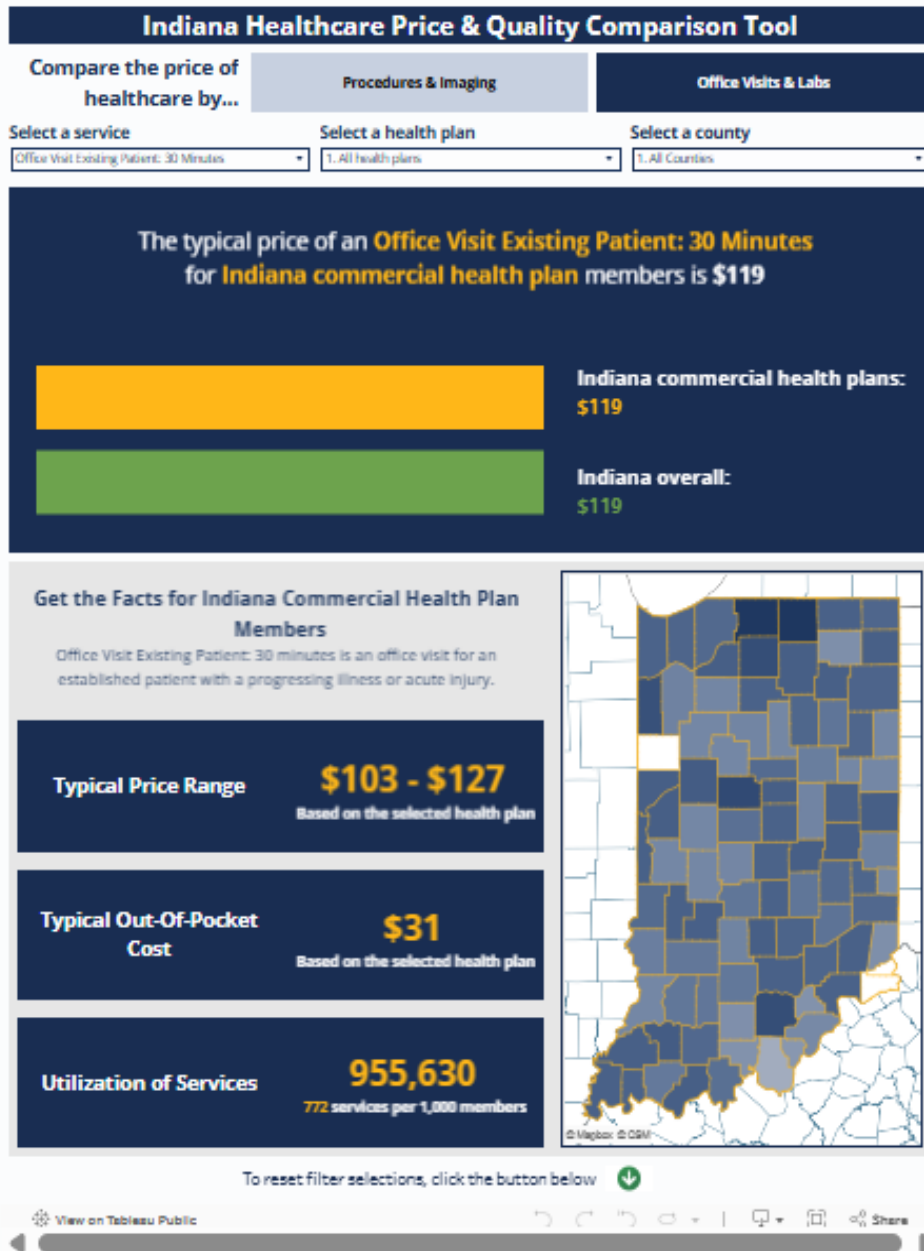 Indiana Healthcare Price & Quality Comparison Tool
Compare the price of
healthcare by...
Procedures & Imaging
Office Visits & Labs
Select a service
Select a health plan
Select a county
Office Visit Existing Patient: 30 Minutes
1. All health plans
1. All Counties
The typical price of an Office Visit Existing Patient: 30 Minutes
for Indiana commercial health plan members is $119
Indiana commercial health plans:
$119
Indiana overall:
$119
Get the Facts for Indiana Commercial Health Plan
Members
Office Visit Existing Patient: 30 minutes is an office visit for an
established patient with a progressing illness or acute injury.
Typical Price Range
$103 - $127
Based on the selected health plan
Typical Out-Of-Pocket
Cost
$31
Based on the selected health plan
Utilization of Services
955,630
772 services per 1,000 members
© Mapbox © OSM
To reset filter selections, click the button below
View on Tableau Public
Share